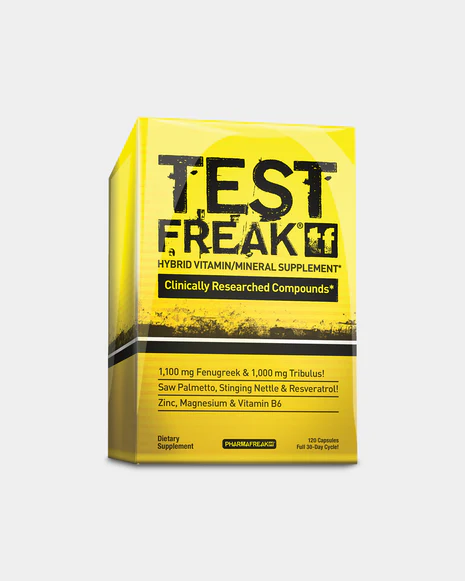 TEST
FREAK® tf
HYBRID VITAMIN/MINERAL SUPPLEMENT*
Clinically Researched Compounds*
1,100 mg Fenugreek & 1,000 mg Tribulus!
Saw Palmetto, Stinging Nettle & Resveratrol!
Zinc, Magnesium & Vitamin B6
Dietary
Supplement
PHARMAFREAK
120 Capsules
Full 30-Day Cycle!